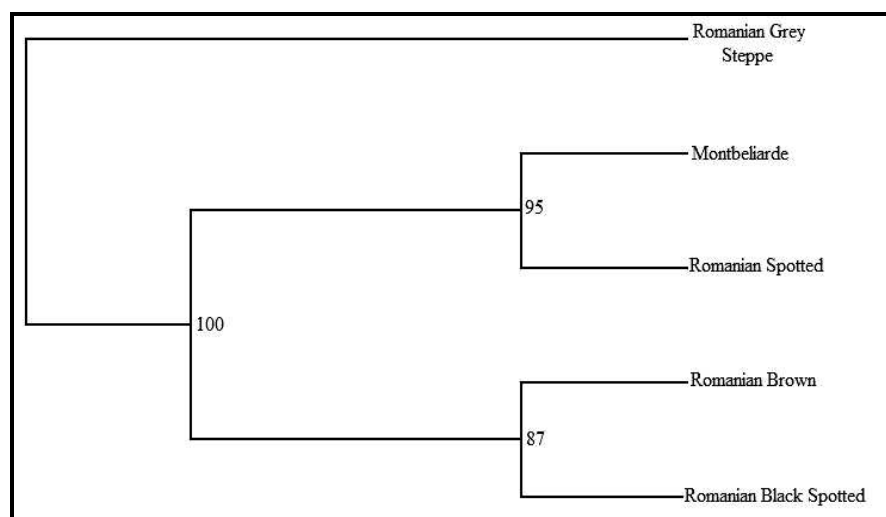 Romanian Grey
Steppe
Montbeliarde
95
Romanian Spotted
100
Romanian Brown
87
Romanian Black Spotted